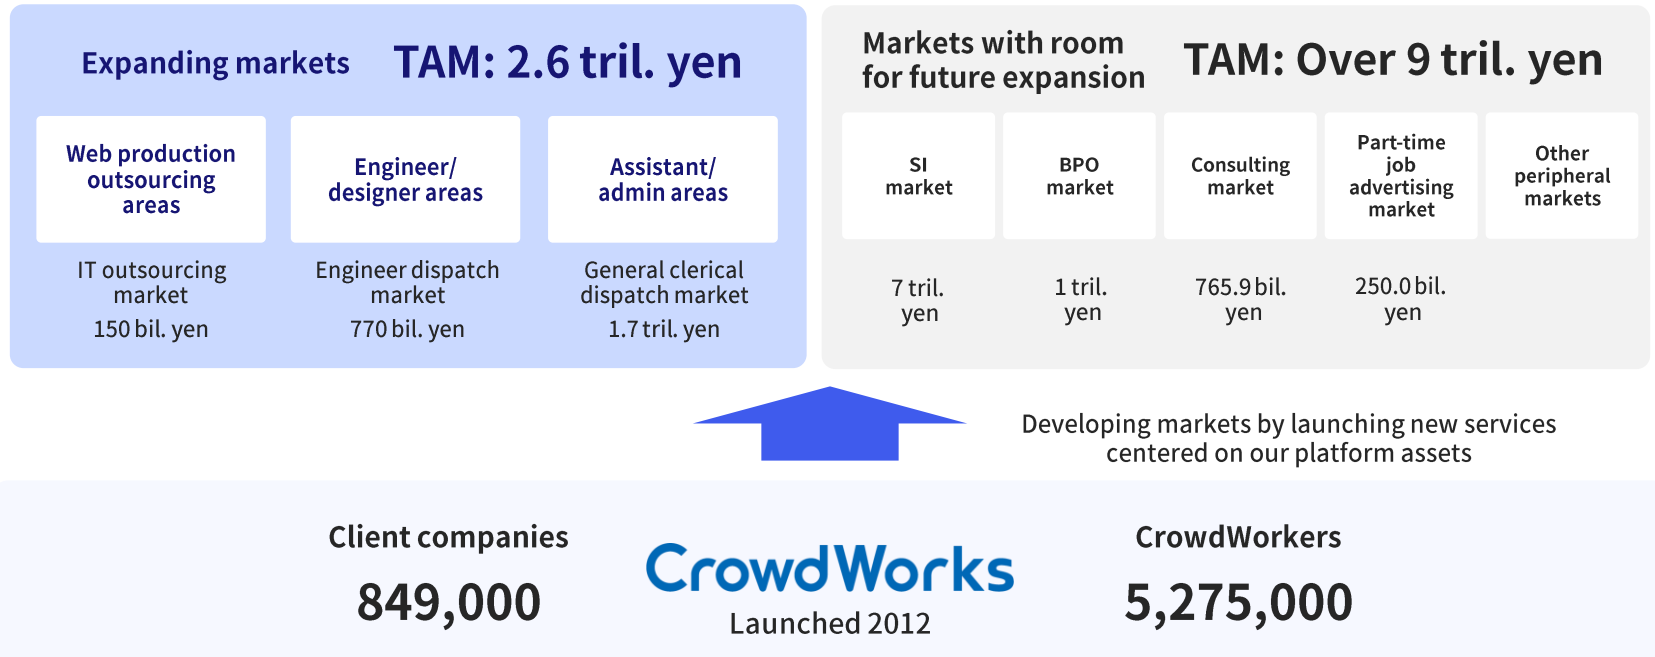 Expanding markets
TAM: 2.6 tril. yen
Web production
outsourcing
areas
Engineer/
designer areas
Assistant/
admin areas
IT outsourcing
market
150 bil. yen
Engineer dispatch
market
770 bil. yen
General clerical
dispatch market
1.7 tril. yen
Markets with room
for future expansion
TAM: Over 9 tril. yen
SI
market
BPO
market
Consulting
market
Part-time
job
advertising
market
Other
peripheral
markets
7 tril.
yen
1 tril.
yen
765.9 bil.
yen
250.0 bil.
yen
Developing markets by launching new services
centered on our platform assets
Client companies
849,000
CrowdWorks
Launched 2012
CrowdWorkers
5,275,000